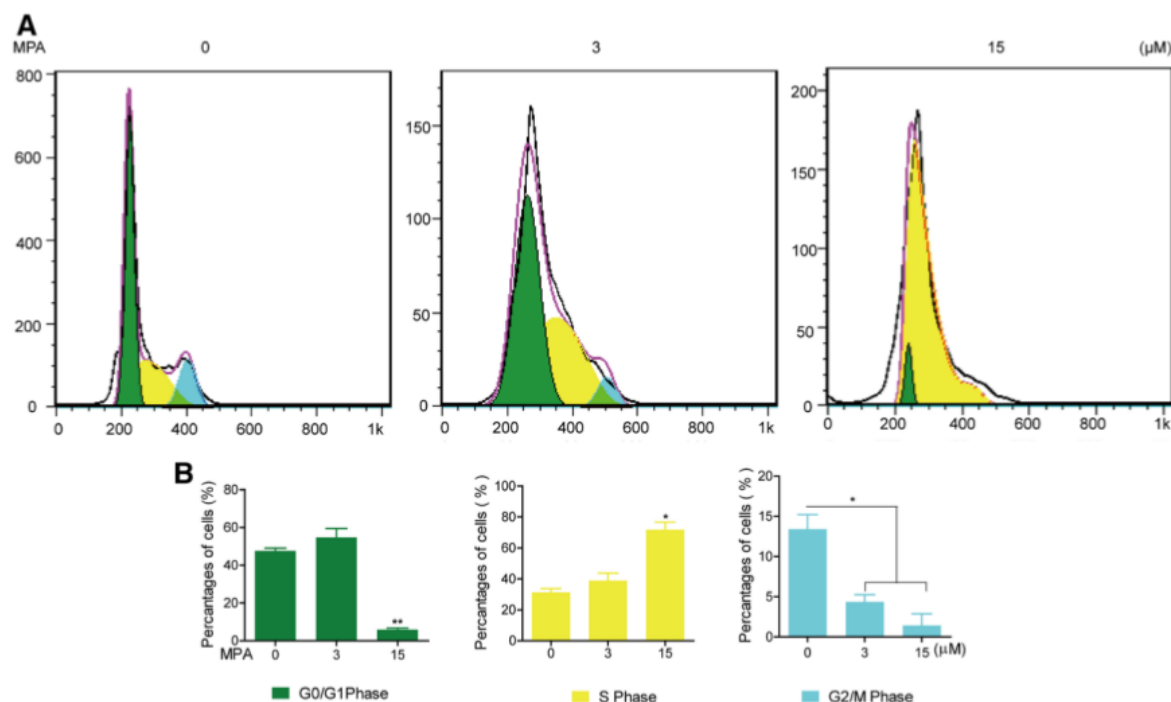 A
MPA 0 3 15 (μM)
800
600
400
200
0
0 200 400 600 800 1k
150
100
50
0
0 200 400 600 800 1k
200
150
100
50
0
0 200 400 600 800 1k
B
Percantages of cells (%)
80
60
40
20
0
**
MPA 0 3 15
Percantages of cells ( % )
100
80
60
40
20
0
*
0 3 15
Percantages of cells ( % )
20
15
10
5
0
*
0 3 15 (μM)
G0/G1Phase S Phase G2/M Phase